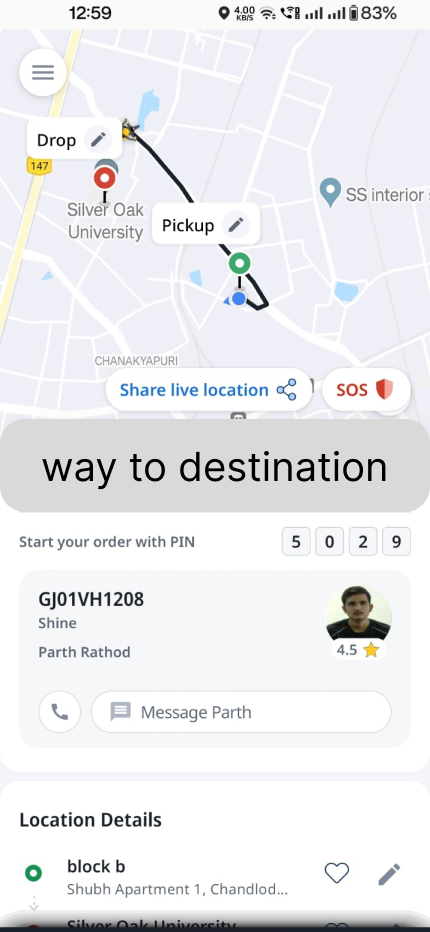 12:59
4.00
KB/S
83%
Drop
147
Silver Oak
University
SS interior
Pickup
CHANAKYAPURI
Share live location
SOS
way to destination
Start your order with PIN
5 0 2 9
GJ01VH1208
Shine
Parth Rathod
4.5
Message Parth
Location Details
block b
Shubh Apartment 1, Chandlod...
Silver Oak University